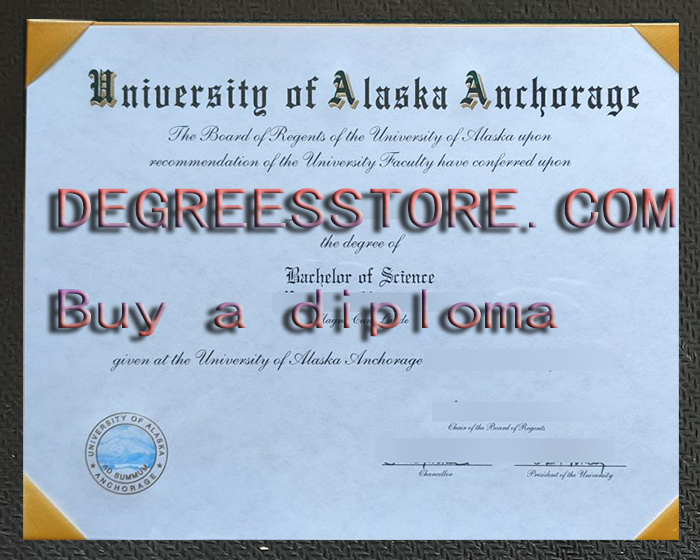 University of Alaska Anchorage
The Board of Regents of the University of Alaska upon
recommendation of the University Faculty have conferred upon
DEGREESSTORE. COM
the degree of
Bachelor of Science
Buy a diploma
given at the University of Alaska Anchorage
Chair of the Board of Regents
UNIVERSITY OF ALASKA
AD SUMMUM
ANCHORAGE
Chancellor
President of the University